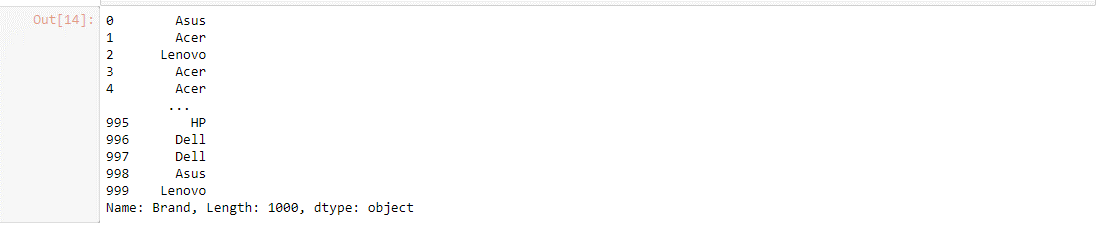 Out[14]:
0 Asus
1 Acer
2 Lenovo
3 Acer
4 Acer
...
995 HP
996 Dell
997 Dell
998 Asus
999 Lenovo
Name: Brand, Length: 1000, dtype: object